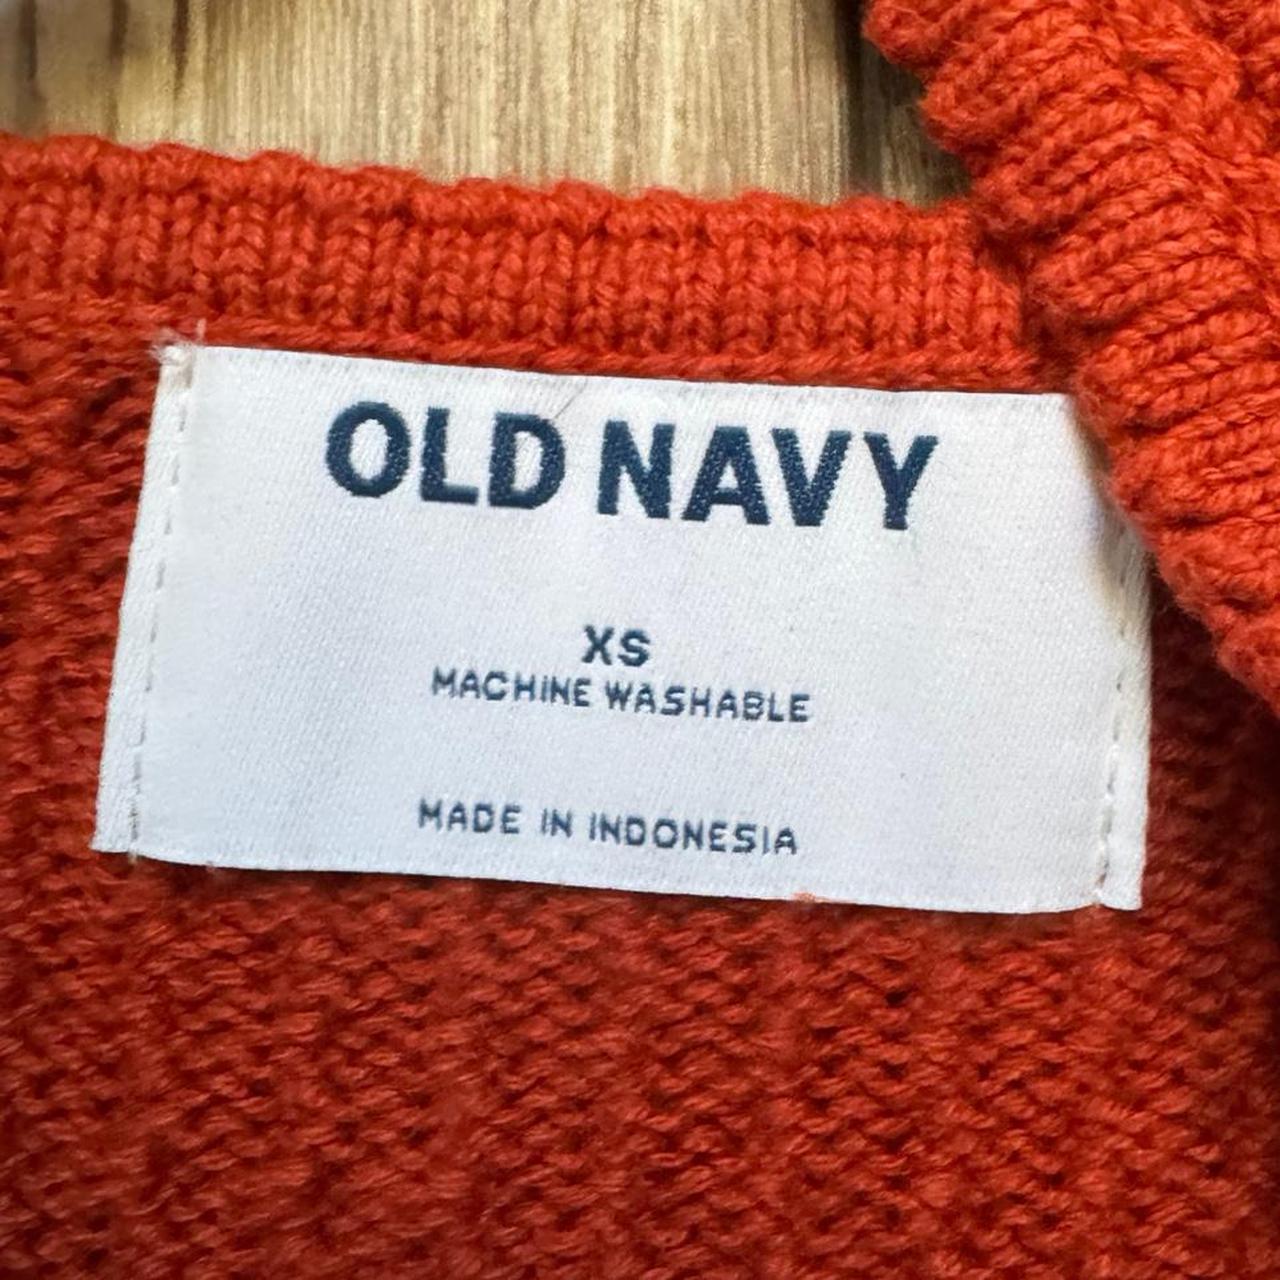 OLD NAVY
XS
MACHINE WASHABLE
MADE IN INDONESIA